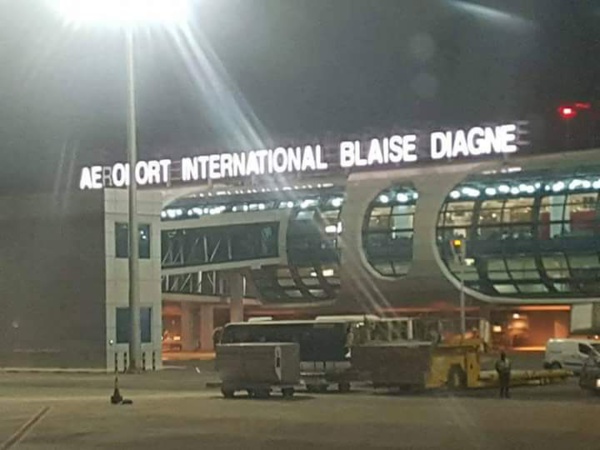 AEROPORT INTERNATIONAL BLAISE DIAGNE